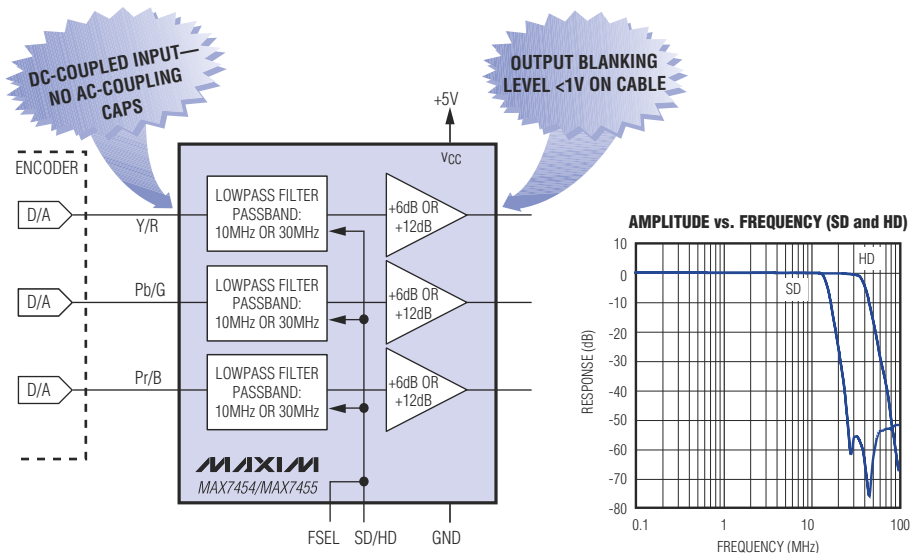 DC-COUPLED INPUT—
NO AC-COUPLING
CAPS
OUTPUT BLANKING
LEVEL <1V ON CABLE
+5V
VCC
ENCODER
D/A
Y/R
LOWPASS FILTER
PASSBAND:
10MHz OR 30MHz
+6dB OR
+12dB
D/A
Pb/G
LOWPASS FILTER
PASSBAND:
10MHz OR 30MHz
+6dB OR
+12dB
D/A
Pr/B
LOWPASS FILTER
PASSBAND:
10MHz OR 30MHz
+6dB OR
+12dB
MAXIM
MAX7454/MAX7455
FSEL SD/HD GND
AMPLITUDE vs. FREQUENCY (SD and HD)
10
0
-10
-20
-30
-40
-50
-60
-70
-80
RESPONSE (dB)
HD
SD
0.1 1 10 100
FREQUENCY (MHz)